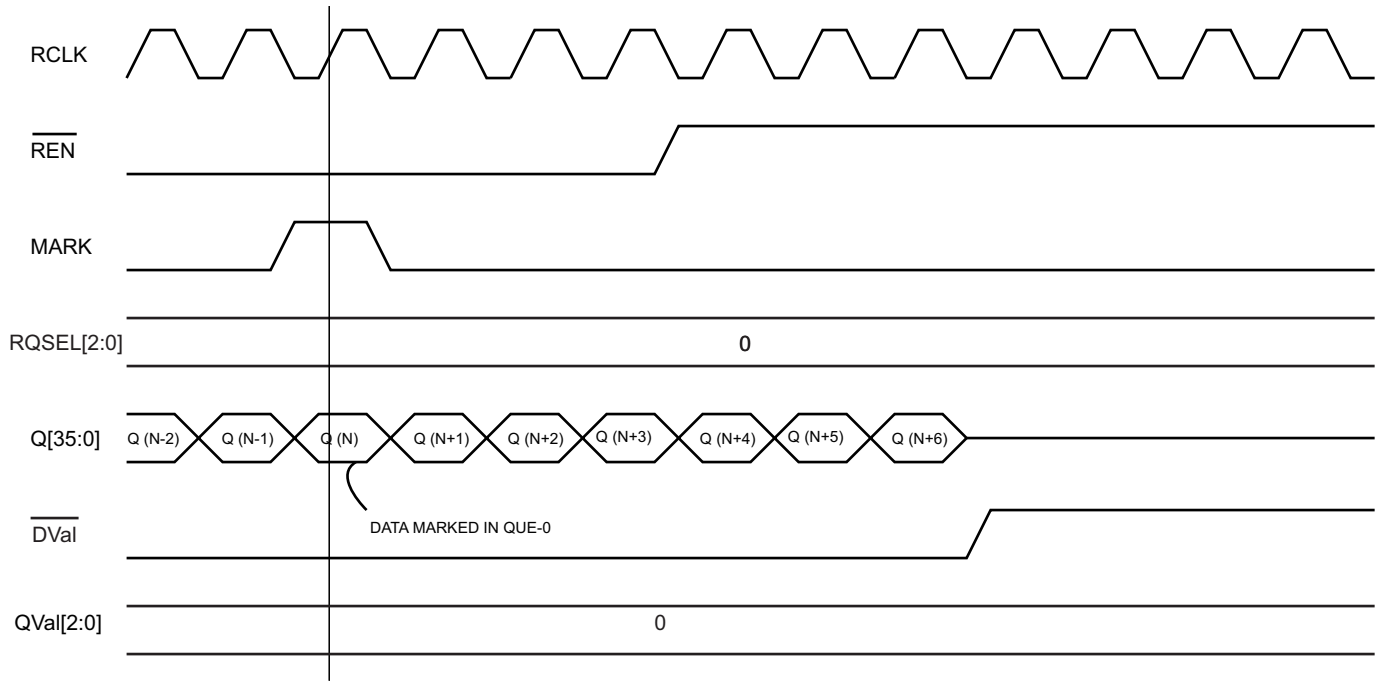 RCLK
REN
MARK
RQSEL[2:0]
0
Q[35:0]
Q (N-2) Q (N-1) Q (N) Q (N+1) Q (N+2) Q (N+3) Q (N+4) Q (N+5) Q (N+6)
DATA MARKED IN QUE-0
DVal
QVal[2:0]
0